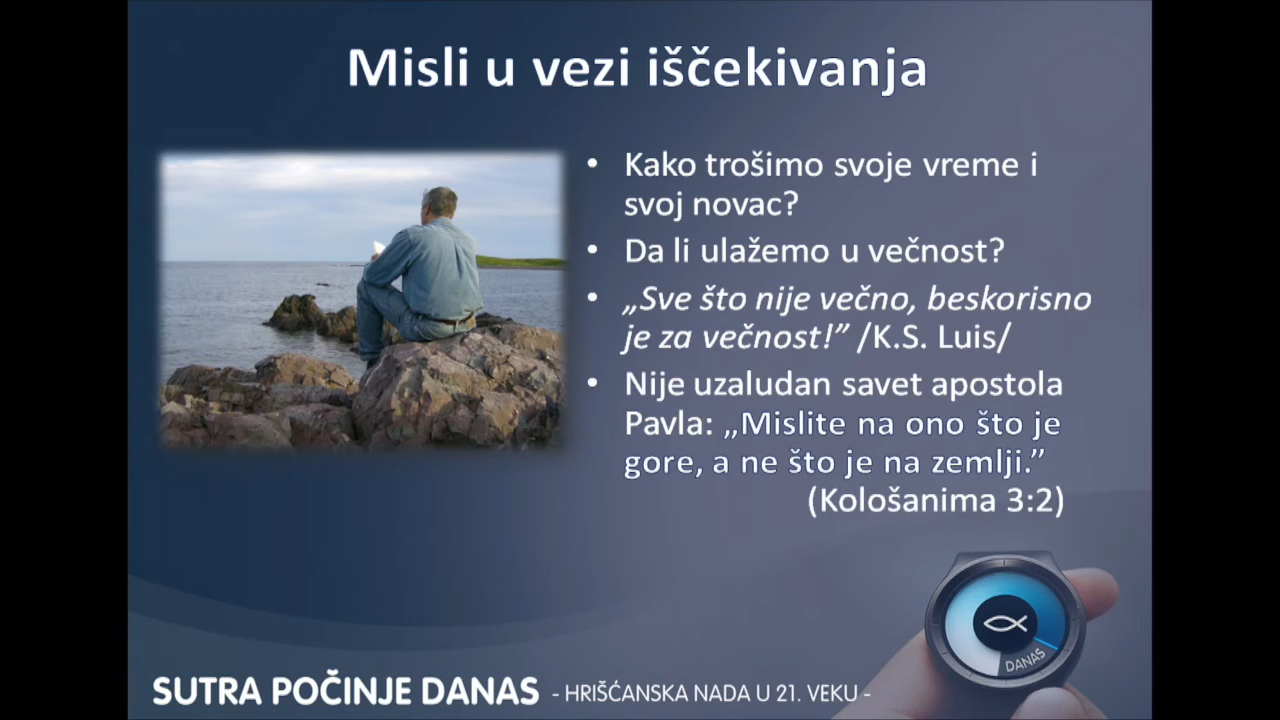 Misli u vezi iščekivanja
• Kako trošimo svoje vreme i
svoj novac?
• Da li ulažemo u večnost?
• „Sve što nije večno, beskorisno
je za večnost!” /K.S. Luis/
• Nije uzaludan savet apostola
Pavla: „Mislite na ono što je
gore, a ne što je na zemlji.”
(Kološanima 3:2)
DANAS
SUTRA POČINJE DANAS - HRIŠĆANSKA NADA U 21. VEKU -